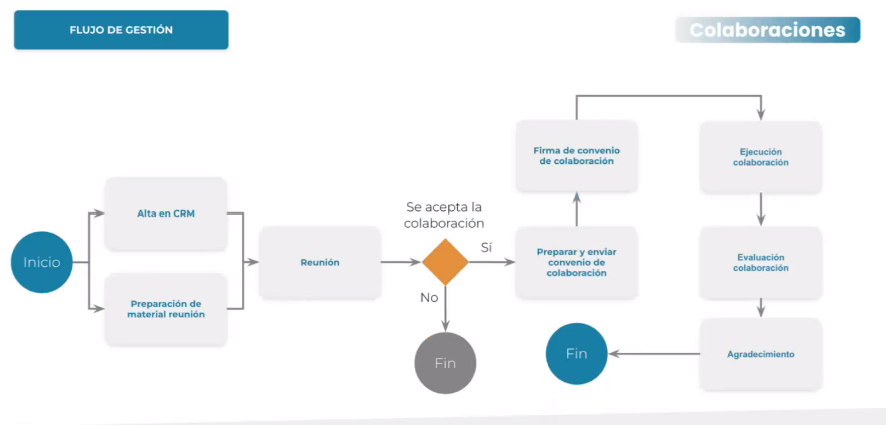 FLUJO DE GESTIÓN
Colaboraciones
Inicio
Alta en CRM
Preparación de
material reunión
Reunión
Se acepta la
colaboración
Sí
No
Fin
Preparar y enviar
convenio de
colaboración
Firma de convenio
de colaboración
Ejecución
colaboración
Evaluación
colaboración
Agradecimiento
Fin